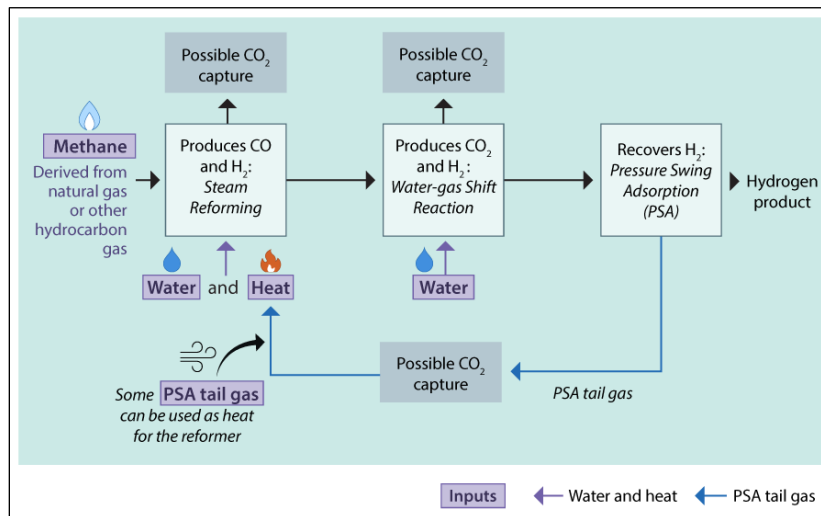 Possible CO₂
capture
Possible CO₂
capture
Methane
Derived from
natural gas
or other
hydrocarbon
gas
Produces CO
and H₂:
Steam
Reforming
Produces CO₂
and H₂:
Water-gas Shift
Reaction
Recovers H₂:
Pressure Swing
Adsorption
(PSA)
Hydrogen
product
Water and Heat
Water
Possible CO₂
capture
PSA tail gas
Some PSA tail gas
can be used as heat
for the reformer
Inputs
Water and heat
PSA tail gas